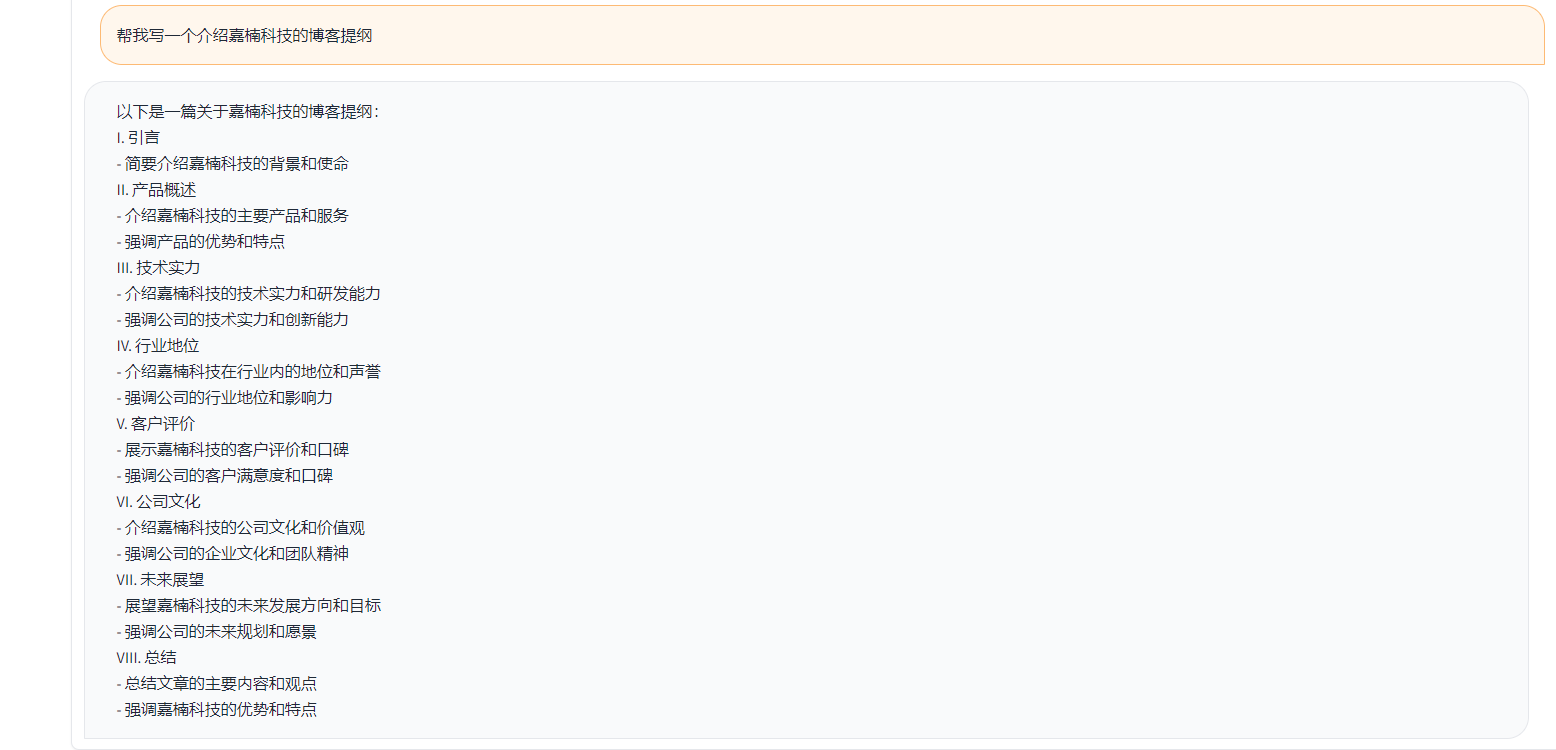 帮我写一个介绍嘉楠科技的博客提纲
以下是一篇关于嘉楠科技的博客提纲：
I. 引言
- 简要介绍嘉楠科技的背景和使命
II. 产品概述
- 介绍嘉楠科技的主要产品和服务
- 强调产品的优势和特点
III. 技术实力
- 介绍嘉楠科技的技术实力和研发能力
- 强调公司的技术实力和创新能力
IV. 行业地位
- 介绍嘉楠科技在行业内的地位和声誉
- 强调公司的行业地位和影响力
V. 客户评价
- 展示嘉楠科技的客户评价和口碑
- 强调公司的客户满意度和口碑
VI. 公司文化
- 介绍嘉楠科技的公司文化和价值观
- 强调公司的企业文化和团队精神
VII. 未来展望
- 展望嘉楠科技的未来发展方向和目标
- 强调公司的未来规划和愿景
VIII. 总结
- 总结文章的主要内容和观点
- 强调嘉楠科技的优势和特点